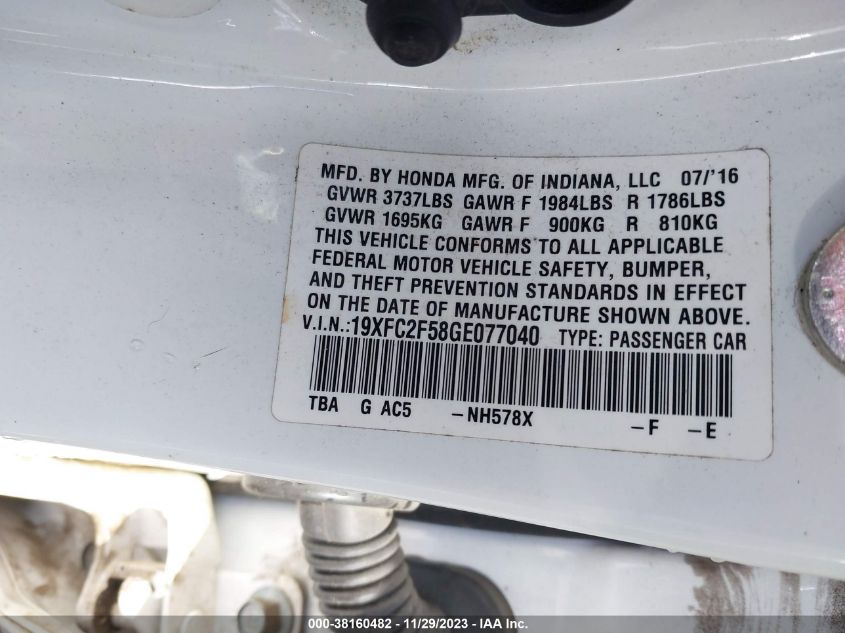 MFD. BY HONDA MFG. OF INDIANA, LLC 07/'16
GVWR 3737LBS GAWR F 1984LBS R 1786LBS
GVWR 1695KG GAWR F 900KG R 810KG
THIS VEHICLE CONFORMS TO ALL APPLICABLE
FEDERAL MOTOR VEHICLE SAFETY, BUMPER,
AND THEFT PREVENTION STANDARDS IN EFFECT
ON THE DATE OF MANUFACTURE SHOWN ABOVE.
V.I.N.:19XFC2F58GE077040 TYPE: PASSENGER CAR
TBA G AC5 -NH578X -F -E
000-38160482 - 11/29/2023 - IAAI.COM